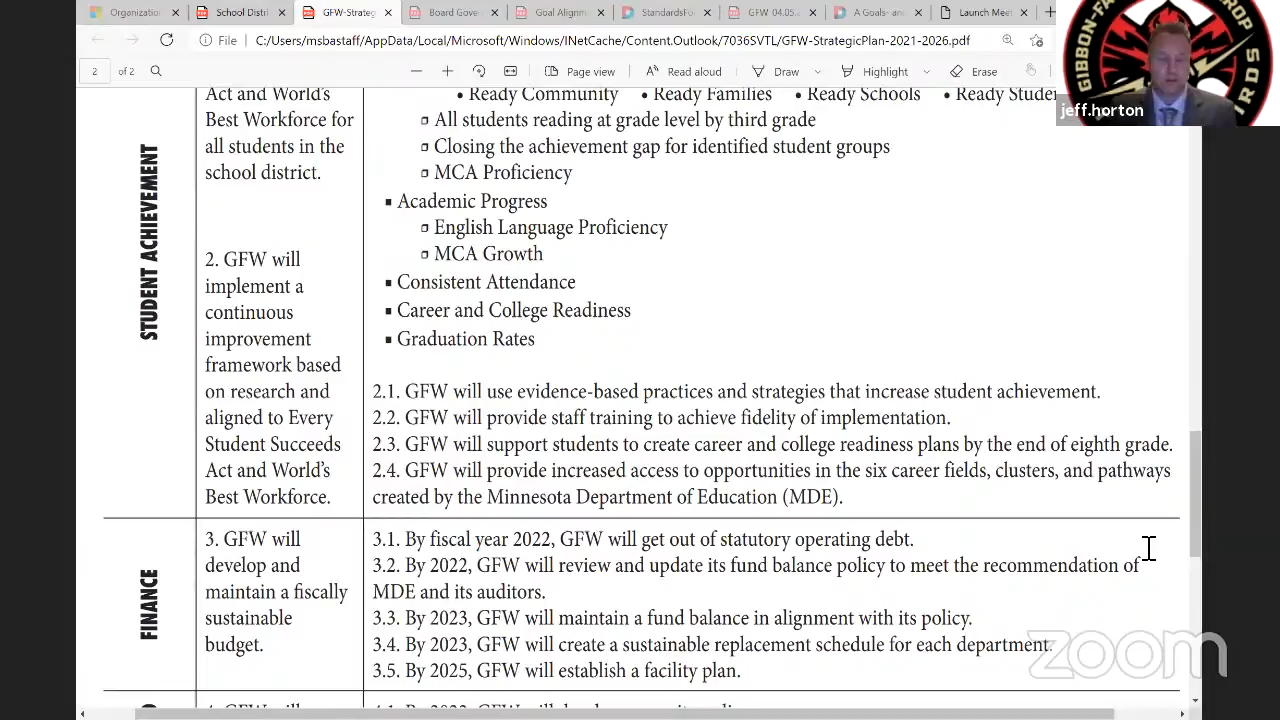 Organization
School Distri
GFW-Strateg
Board Gover
Goal Alignm
StandardsFo
GFW 04.05.
A Goals- and
Launch Meet
File
C:/Users/msbastaff/AppData/Local/Microsoft/Windows/INetCache/Content.Outlook/7036SVTL/GFW-StrategicPlan-2021-2026.pdf
2 of 2
Page view
Read aloud
Draw
Highlight
Erase
jeff.horton
STUDENT ACHIEVEMENT
Act and World's
Best Workforce for
all students in the
school district.
2. GFW will
implement a
continuous
improvement
framework based
on research and
aligned to Every
Student Succeeds
Act and World's
Best Workforce.
• Ready Community • Ready Families • Ready Schools • Ready Studen
❒ All students reading at grade level by third grade
❒ Closing the achievement gap for identified student groups
❒ MCA Proficiency
▪ Academic Progress
❒ English Language Proficiency
❒ MCA Growth
▪ Consistent Attendance
▪ Career and College Readiness
▪ Graduation Rates
2.1. GFW will use evidence-based practices and strategies that increase student achievement.
2.2. GFW will provide staff training to achieve fidelity of implementation.
2.3. GFW will support students to create career and college readiness plans by the end of eighth grade.
2.4. GFW will provide increased access to opportunities in the six career fields, clusters, and pathways
created by the Minnesota Department of Education (MDE).
FINANCE
3. GFW will
develop and
maintain a fiscally
sustainable
budget.
3.1. By fiscal year 2022, GFW will get out of statutory operating debt.
3.2. By 2022, GFW will review and update its fund balance policy to meet the recommendation of
MDE and its auditors.
3.3. By 2023, GFW will maintain a fund balance in alignment with its policy.
3.4. By 2023, GFW will create a sustainable replacement schedule for each department.
3.5. By 2025, GFW will establish a facility plan.
zoom